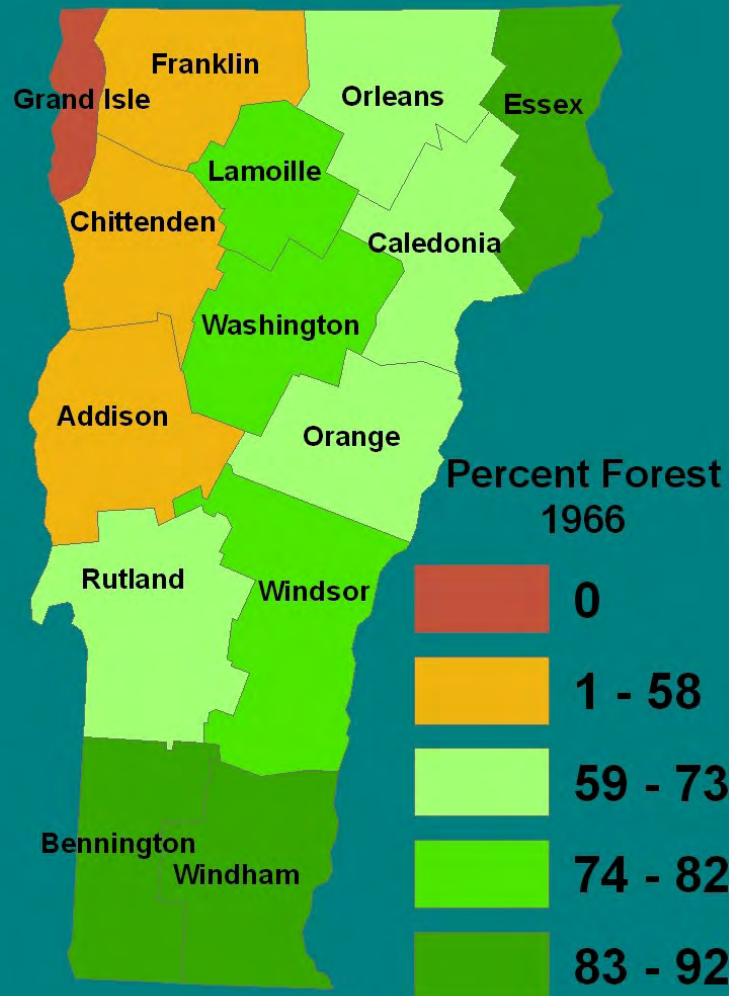 Franklin
Grand Isle
Orleans
Essex
Lamoille
Chittenden
Caledonia
Washington
Addison
Orange
Rutland
Windsor
Bennington
Windham
Percent Forest
1966
0
1 - 58
59 - 73
74 - 82
83 - 92